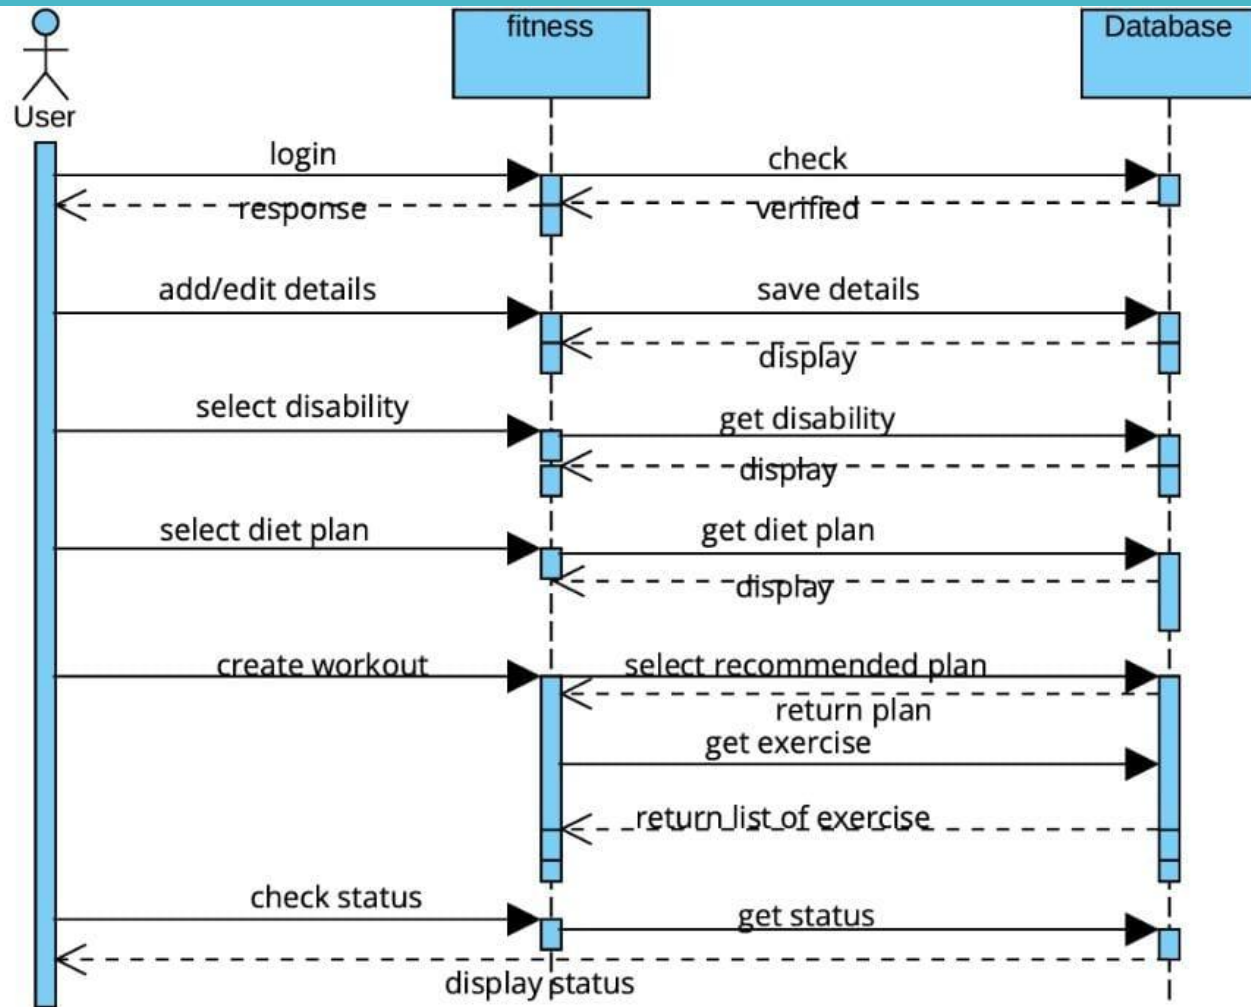 fitness
Database
User
login
check
response
verified
add/edit details
save details
display
select disability
get disability
display
select diet plan
get diet plan
display
create workout
select recommended plan
return plan
get exercise
return list of exercise
check status
get status
display status